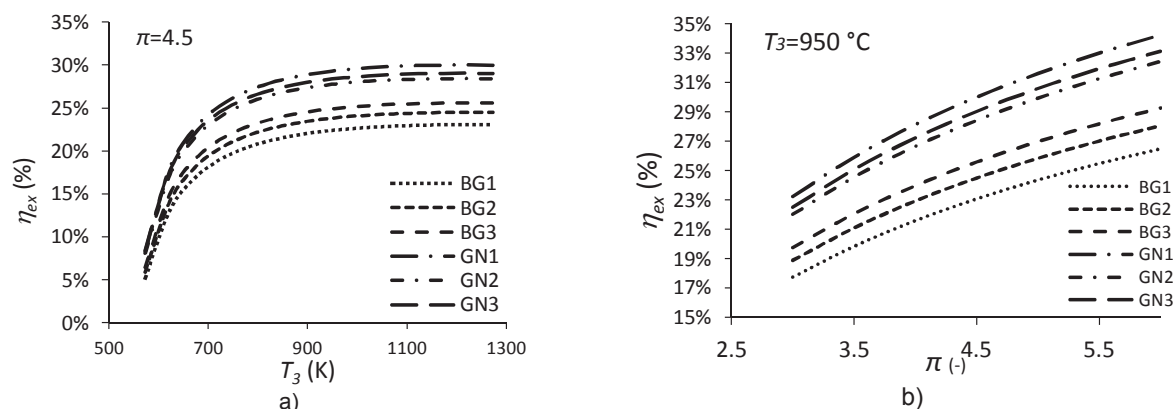 35%
30%
25%
20%
15%
10%
5%
0%
η_ex (%)
π=4.5
BG1
BG2
BG3
GN1
GN2
GN3
500 700 900 1100 1300
T_3 (K)
a)
35%
33%
31%
29%
27%
25%
23%
21%
19%
17%
15%
η_ex (%)
T_3=950 °C
BG1
BG2
BG3
GN1
GN2
GN3
2.5 3.5 4.5 5.5
π (-)
b)